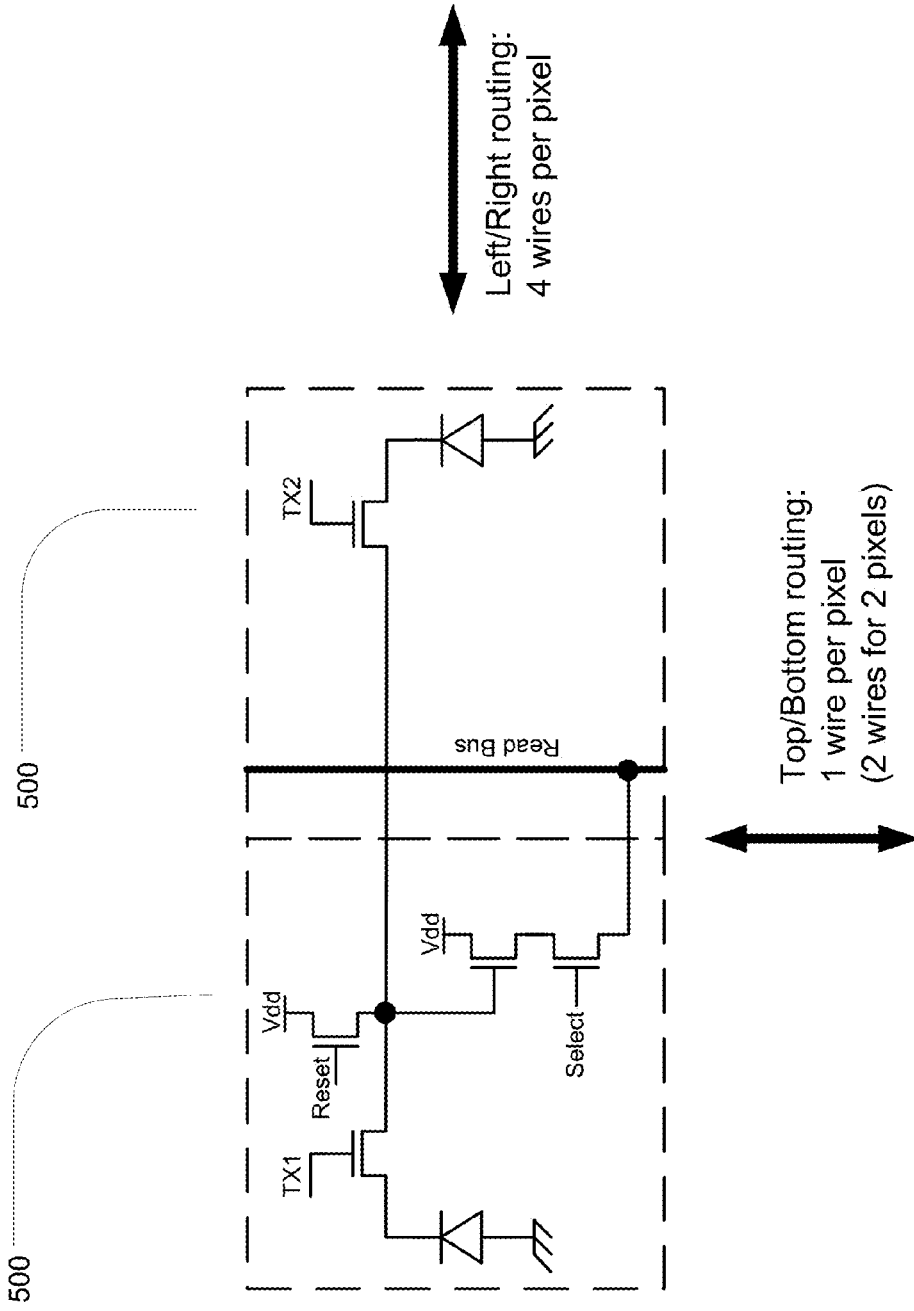 500
500
TX1
Reset
Vdd
Vdd
Select
Read Bus
TX2
Left/Right routing:
4 wires per pixel
Top/Bottom routing:
1 wire per pixel
(2 wires for 2 pixels)